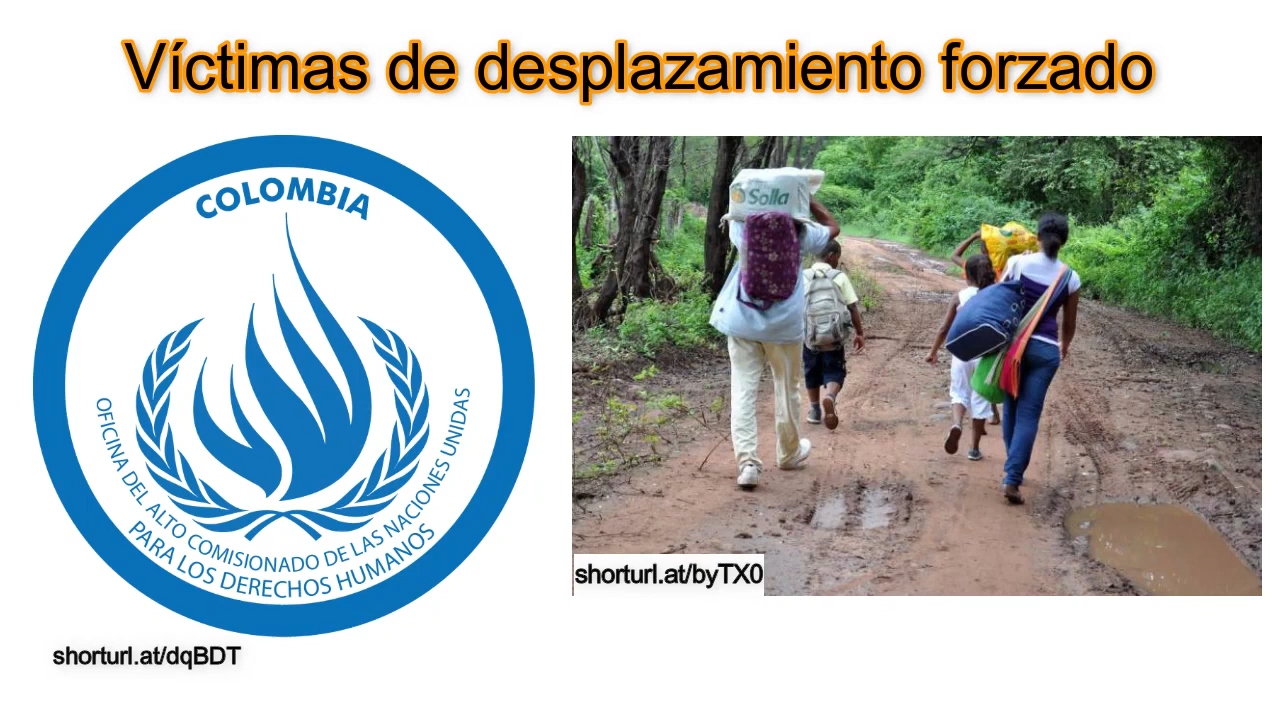 Víctimas de desplazamiento forzado
COLOMBIA
OFICINA DEL ALTO COMISIONADO DE LAS NACIONES UNIDAS
PARA LOS DERECHOS HUMANOS
shorturl.at/dqBDT
Solla
shorturl.at/byTX0